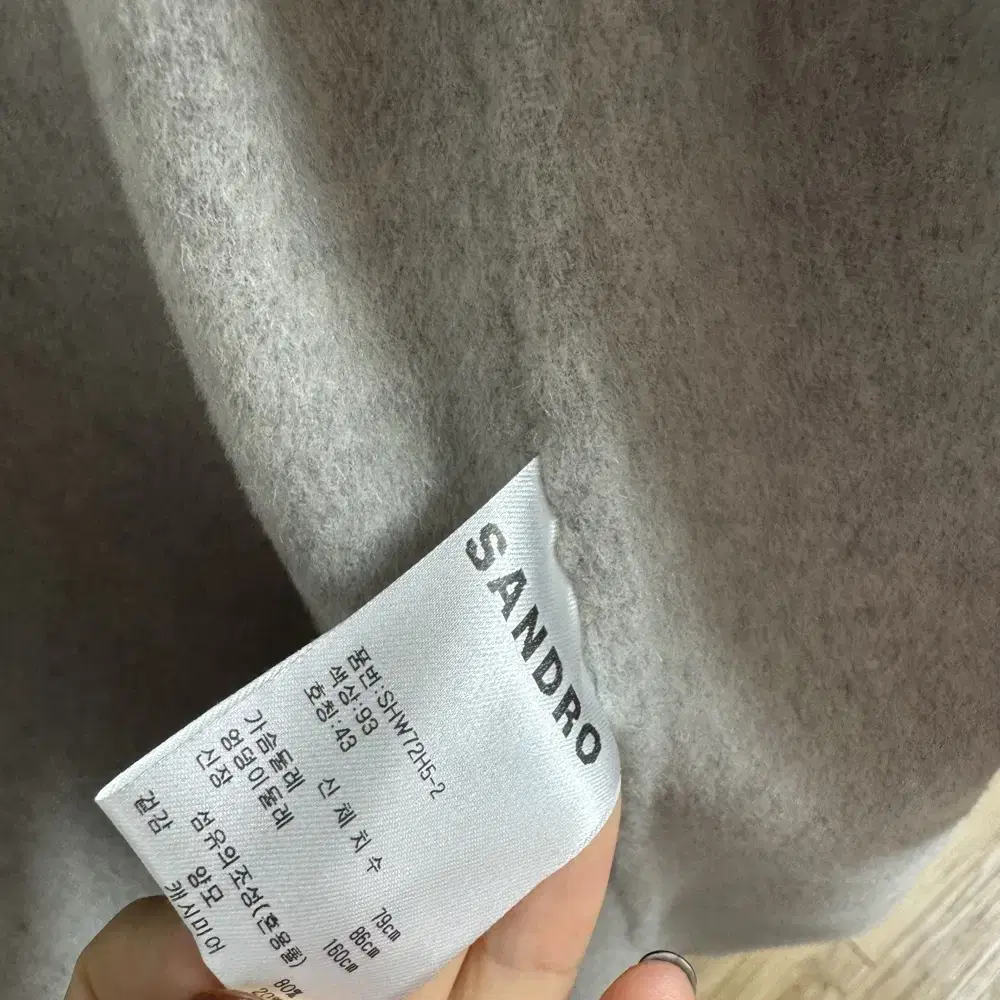 SANDRO
품번:SHW72H5-2
색상:93
호칭:43
신체치수
가슴둘레 79cm
엉덩이둘레 86cm
신장 160cm
섬유의조성(혼용률)
겉감 양모 80%
캐시미어 20%